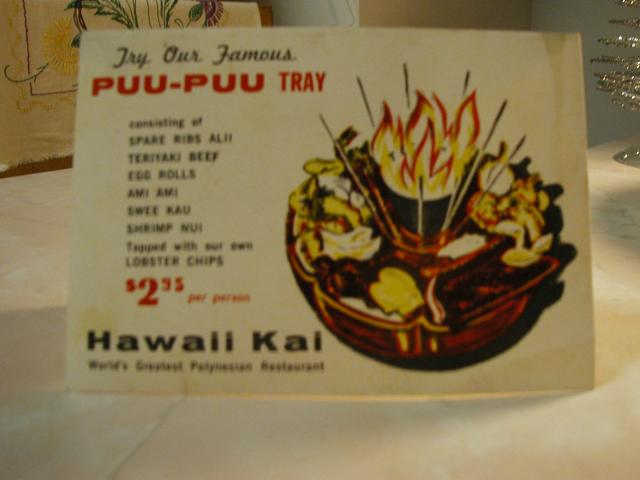 Try Our Famous
PUU-PUU TRAY
consisting of
SPARE RIBS ALII
TERIYAKI BEEF
EGG ROLLS
AMI AMI
SWEE KAU
SHRIMP NUI
Topped with our own
LOBSTER CHIPS
$2.95 per person
Hawaii Kai
World's Greatest Polynesian Restaurant